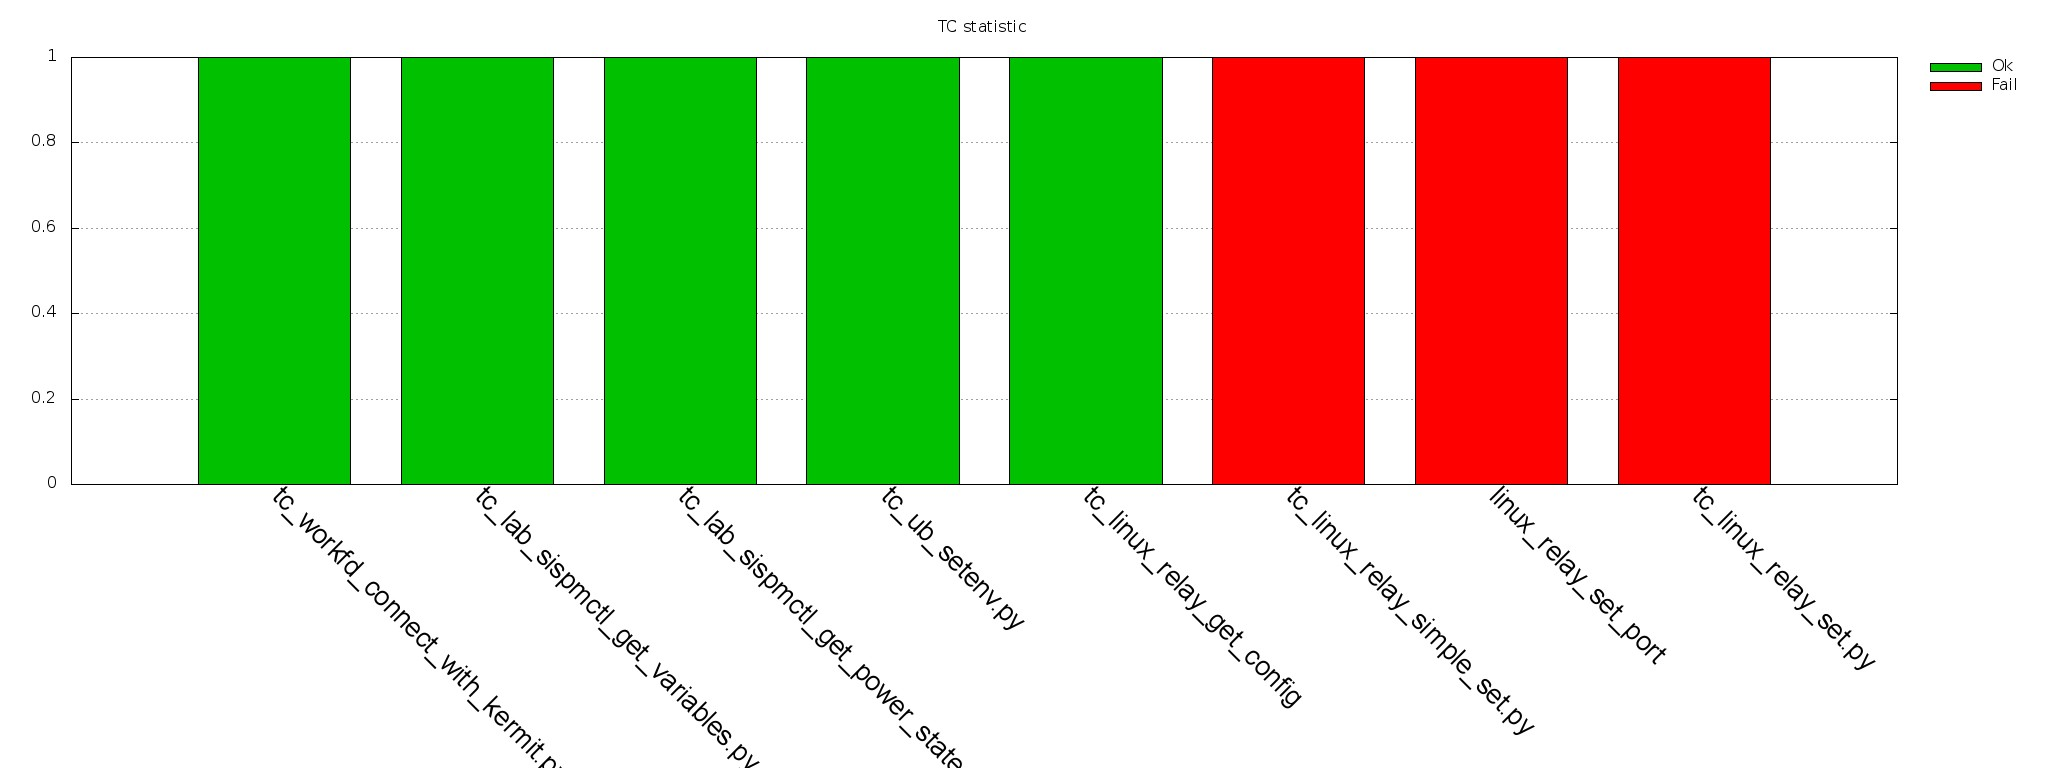 TC statistic
1
0.8
0.6
0.4
0.2
0
Ok
Fail
tc_workfd_connect_with_kermit.py
tc_lab_sispmctl_get_variables.py
tc_lab_sispmctl_get_power_state
tc_ub_setenv.py
tc_linux_relay_get_config
tc_linux_relay_simple_set.py
linux_relay_set_port
tc_linux_relay_set.py